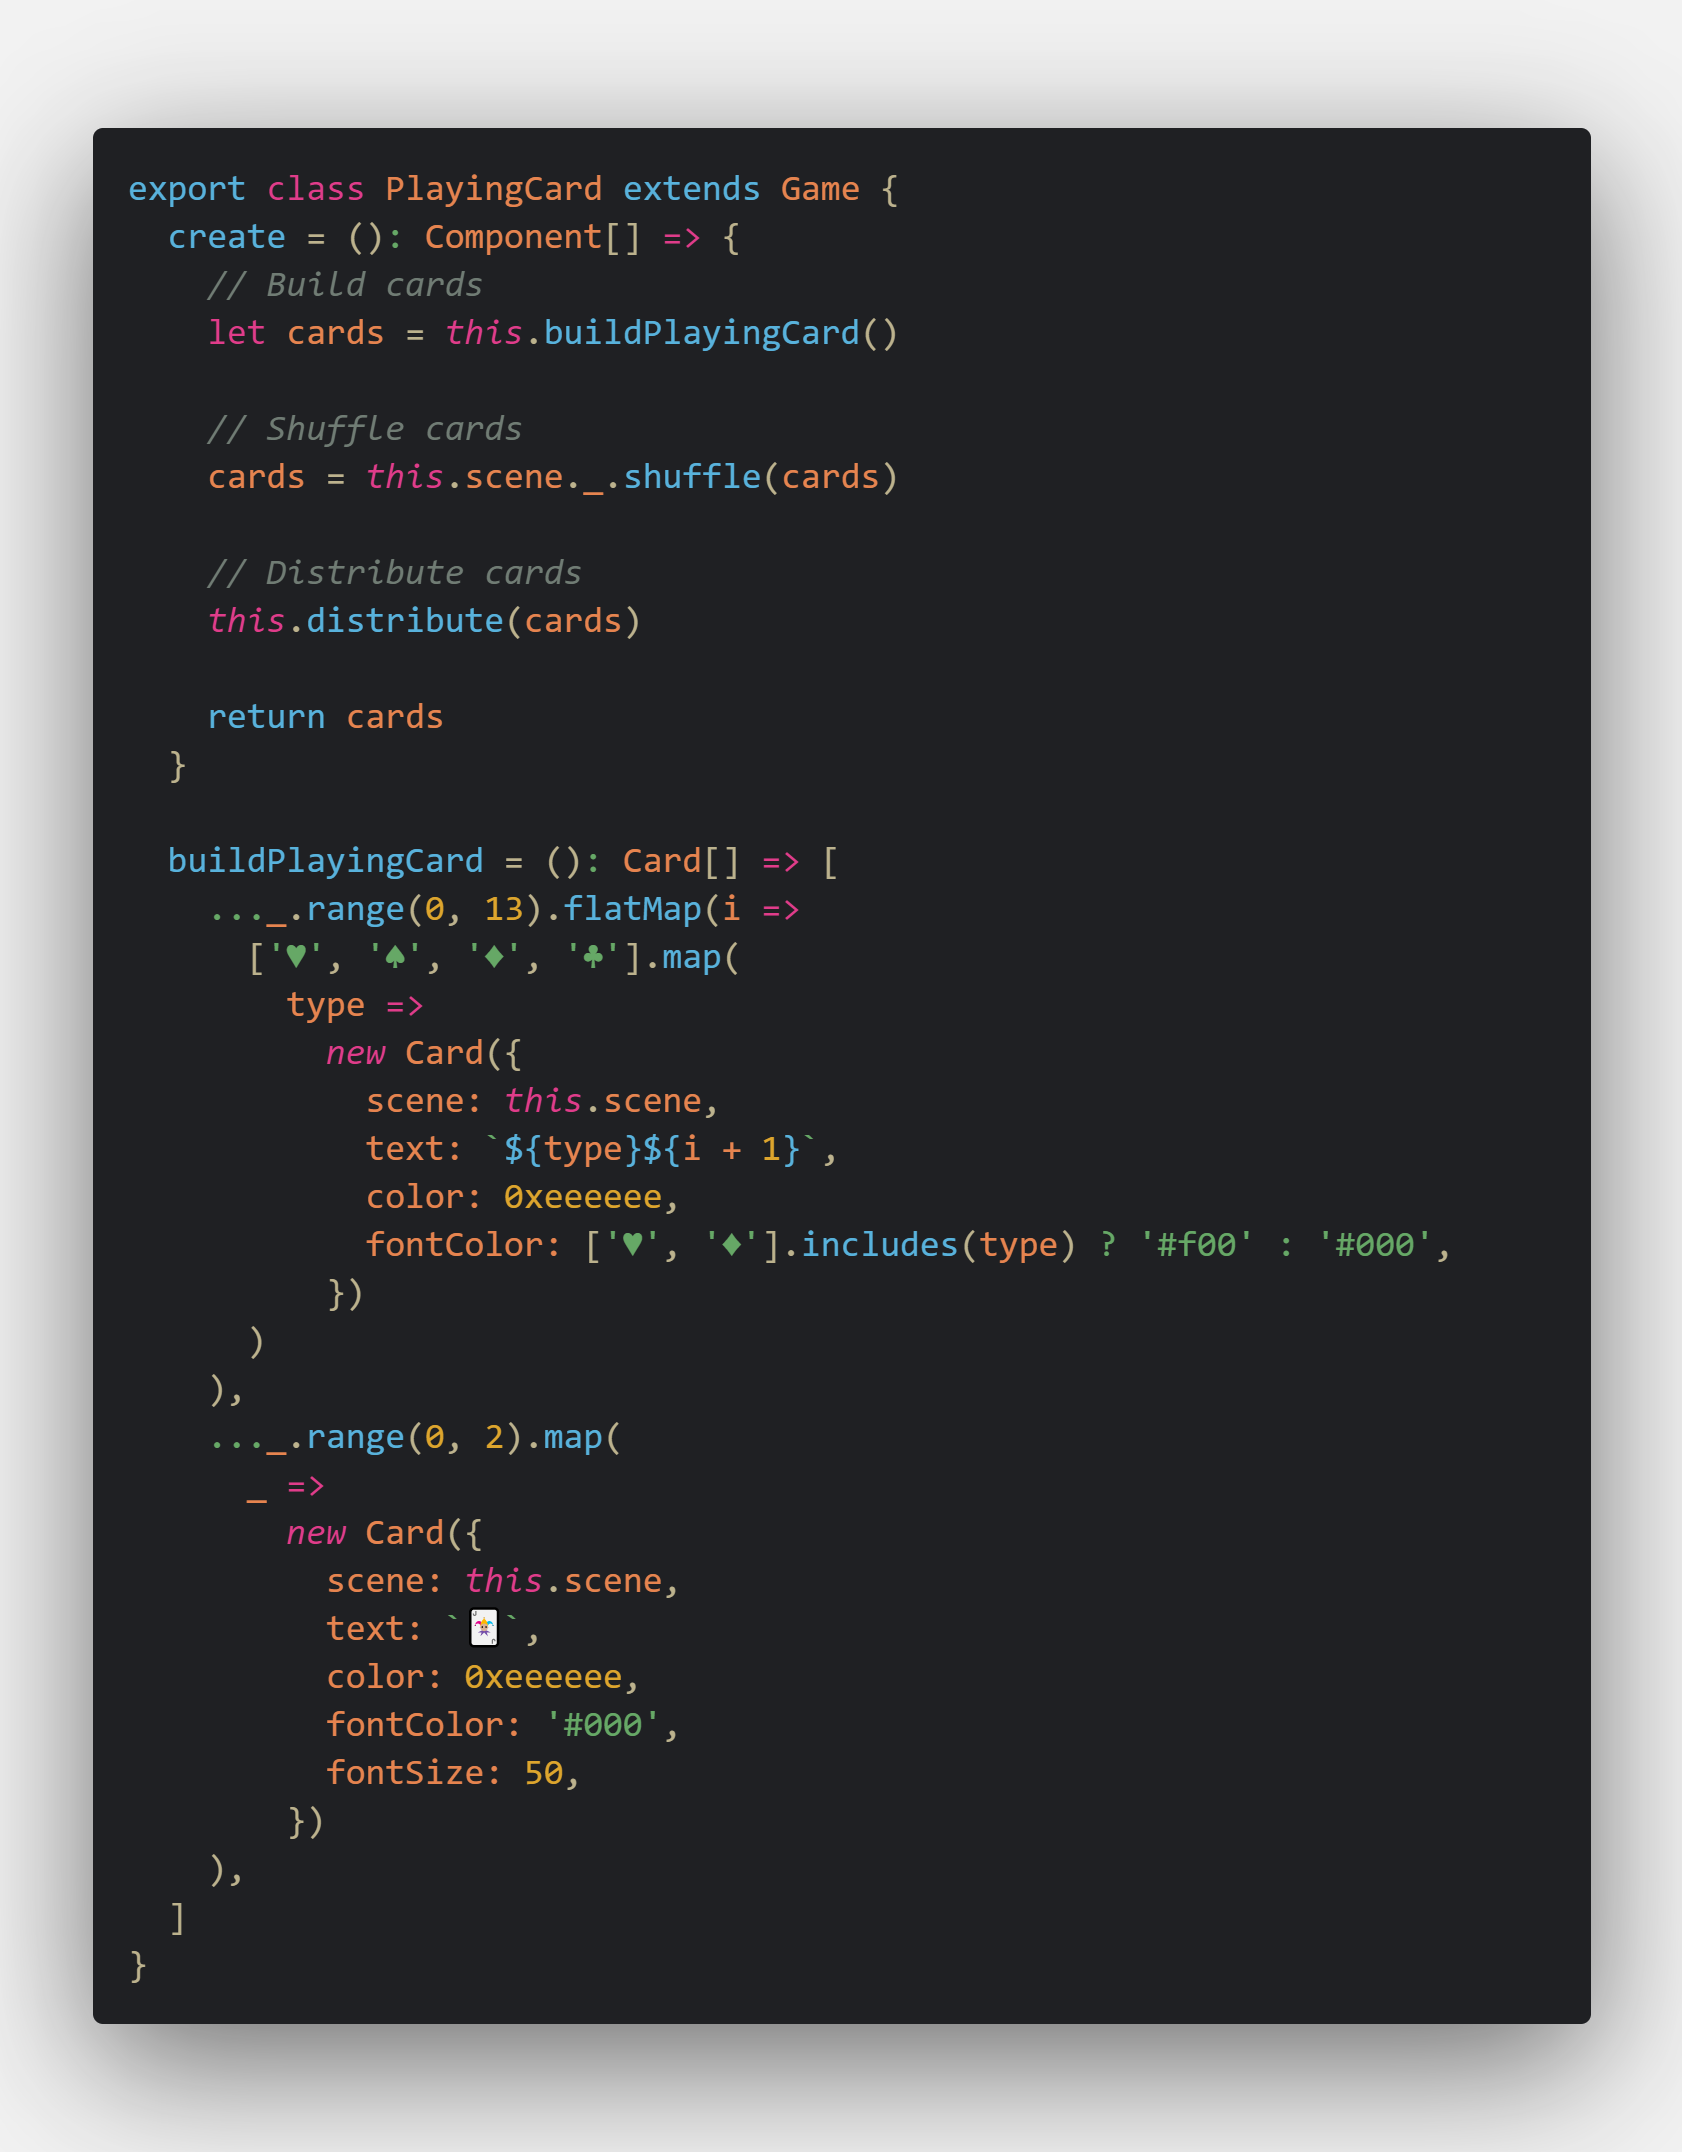 export class PlayingCard extends Game {
  create = (): Component[] => {
    // Build cards
    let cards = this.buildPlayingCard()

    // Shuffle cards
    cards = this.scene._.shuffle(cards)

    // Distribute cards
    this.distribute(cards)

    return cards
  }

  buildPlayingCard = (): Card[] => [
    ..._.range(0, 13).flatMap(i =>
      ['♥', '♠', '♦', '♣'].map(
        type =>
          new Card({
            scene: this.scene,
            text: `${type}${i + 1}`,
            color: 0xeeeeee,
            fontColor: ['♥', '♦'].includes(type) ? '#f00' : '#000',
          })
      )
    ),
    ..._.range(0, 2).map(
      _ =>
        new Card({
          scene: this.scene,
          text: `🃏`,
          color: 0xeeeeee,
          fontColor: '#000',
          fontSize: 50,
        })
    ),
  ]
}